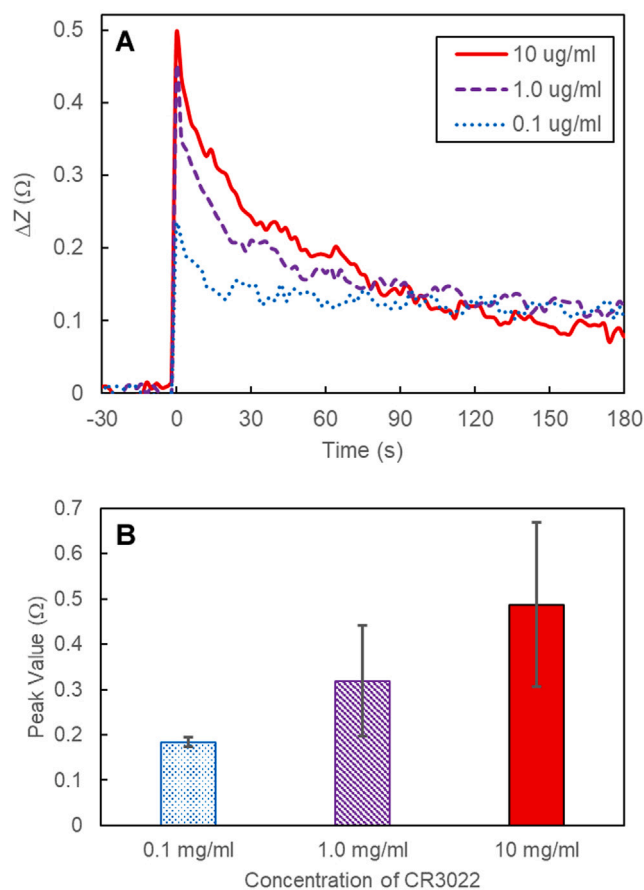 A
10 ug/ml
1.0 ug/ml
0.1 ug/ml
0.5
0.4
0.3
0.2
0.1
0
ΔZ (Ω)
-30 0 30 60 90 120 150 180
Time (s)
B
0.7
0.6
0.5
0.4
0.3
0.2
0.1
0
Peak Value (Ω)
0.1 mg/ml 1.0 mg/ml 10 mg/ml
Concentration of CR3022